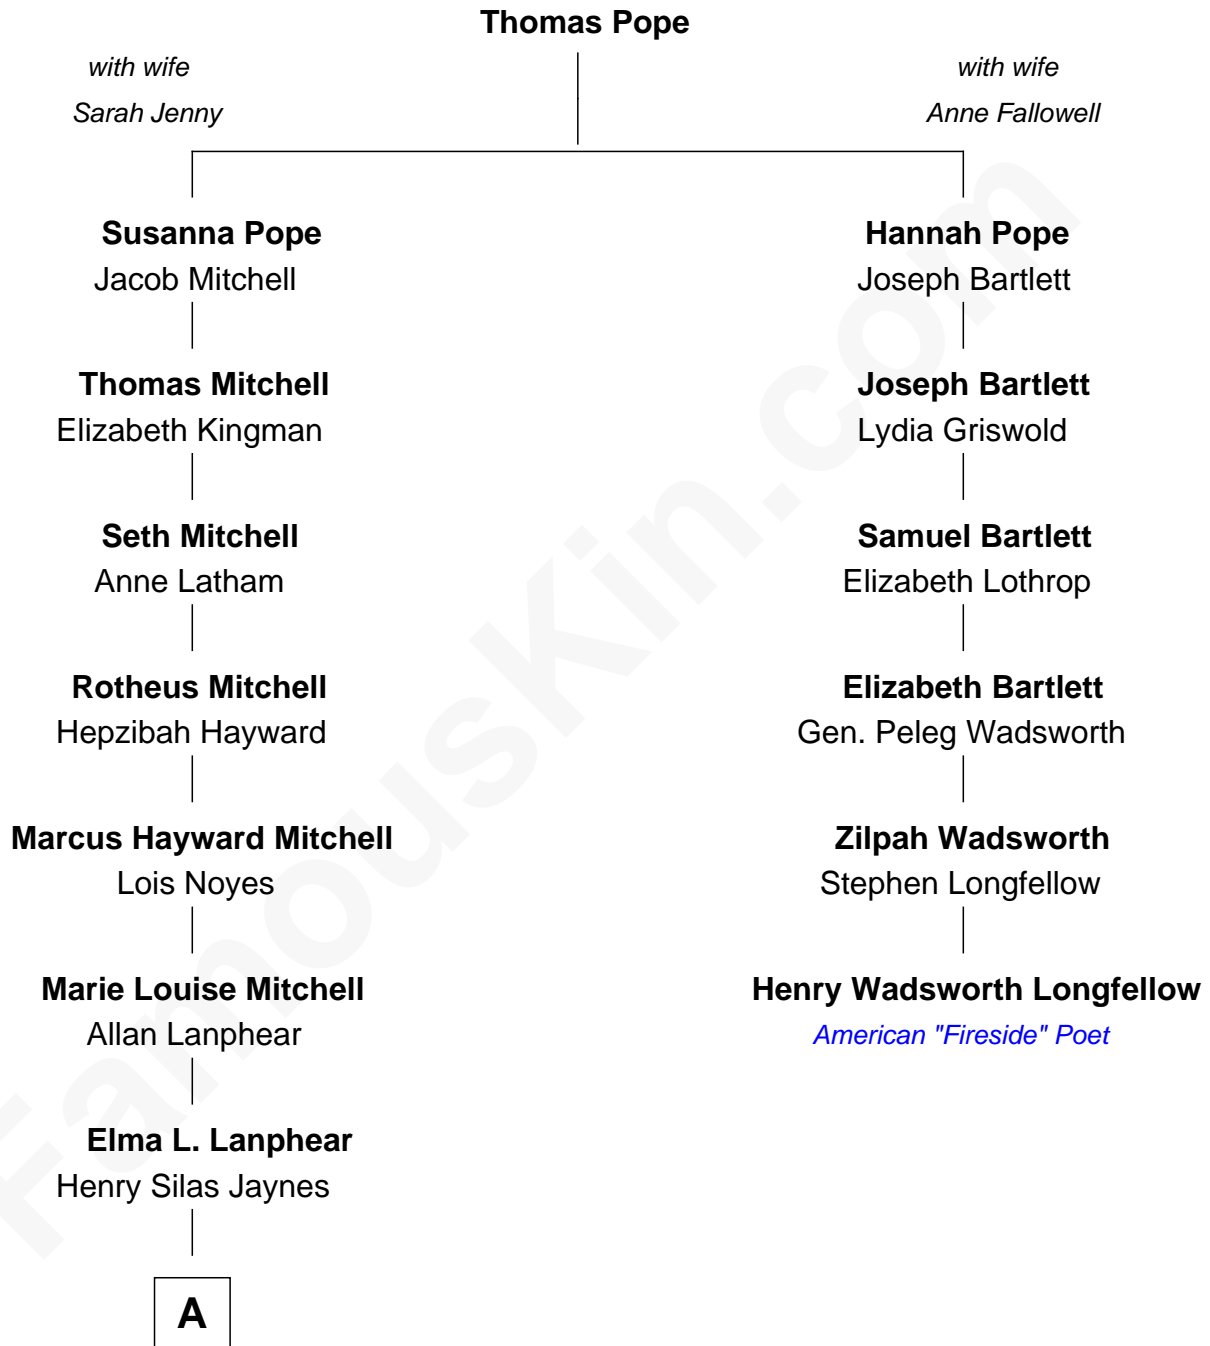 Thomas Pope
with wife
Sarah Jenny
with wife
Anne Fallowell
Susanna Pope
Jacob Mitchell
Hannah Pope
Joseph Bartlett
Thomas Mitchell
Elizabeth Kingman
Joseph Bartlett
Lydia Griswold
Seth Mitchell
Anne Latham
Samuel Bartlett
Elizabeth Lothrop
Rotheus Mitchell
Hepzibah Hayward
Elizabeth Bartlett
Gen. Peleg Wadsworth
Marcus Hayward Mitchell
Lois Noyes
Zilpah Wadsworth
Stephen Longfellow
Marie Louise Mitchell
Allan Lanphear
Henry Wadsworth Longfellow
American "Fireside" Poet
Elma L. Lanphear
Henry Silas Jaynes
A
FamousKin.com